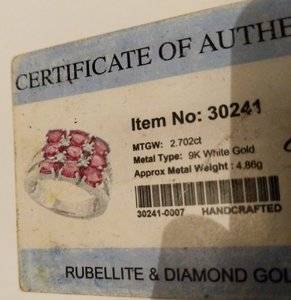 CERTIFICATE OF AUTHE
Item No: 30241
MTGW: 2.702ct
Metal Type: 9K White Gold
Approx Metal Weight : 4.86g
30241-0007 HANDCRAFTED
RUBELLITE & DIAMOND GOL